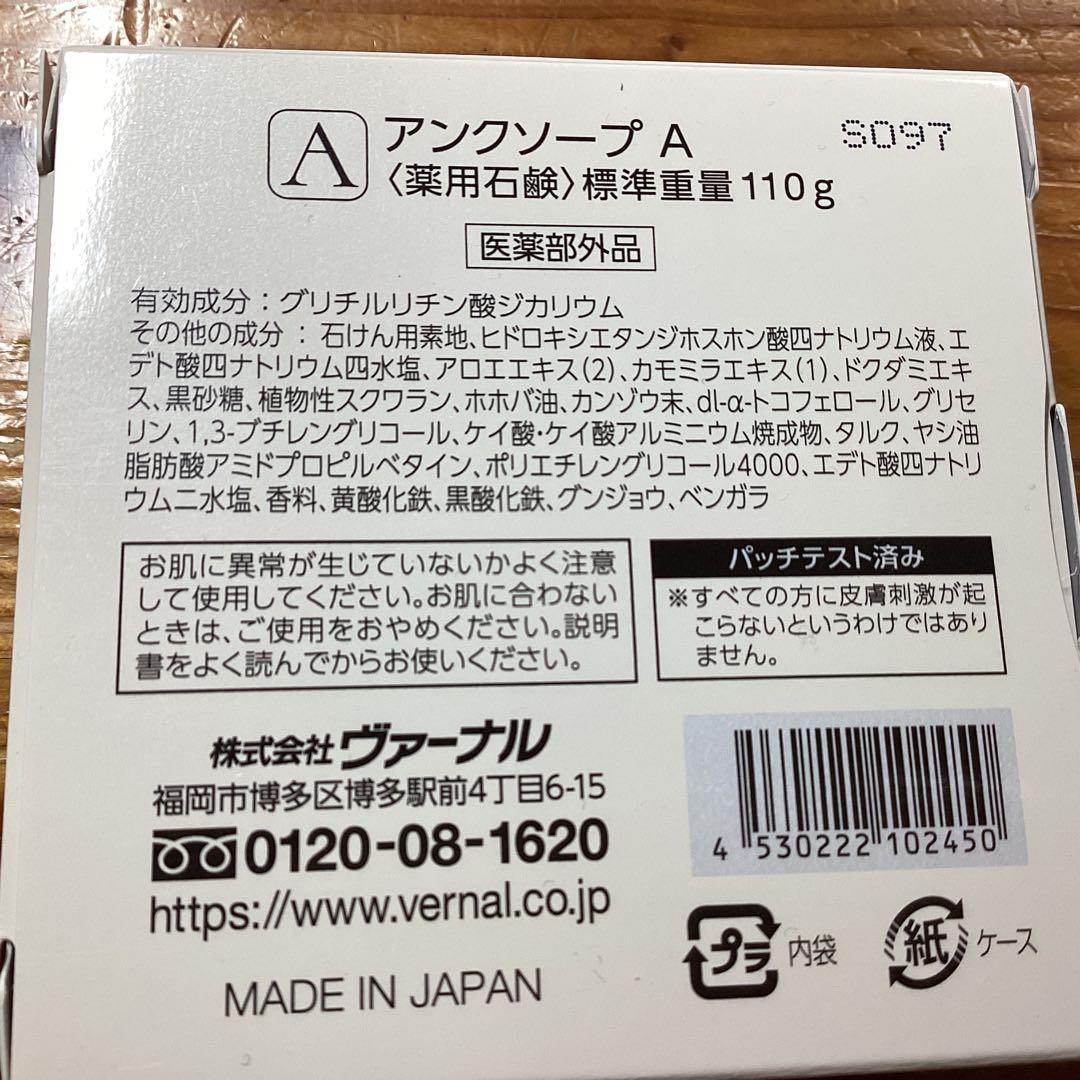 A アンクソープ A S097
〈薬用石鹸〉標準重量110g
医薬部外品
有効成分：グリチルリチン酸ジカリウム
その他の成分：石けん用素地、ヒドロキシエタンジホスホン酸四ナトリウム液、エ
デト酸四ナトリウム四水塩、アロエエキス(2)、カモミラエキス(1)、ドクダミエキ
ス、黒砂糖、植物性スクワラン、ホホバ油、カンゾウ末、dl-α-トコフェロール、グリセ
リン、1,3-ブチレングリコール、ケイ酸・ケイ酸アルミニウム焼成物、タルク、ヤシ油
脂肪酸アミドプロピルベタイン、ポリエチレングリコール4000、エデト酸四ナトリ
ウム二水塩、香料、黄酸化鉄、黒酸化鉄、グンジョウ、ベンガラ
お肌に異常が生じていないかよく注意
して使用してください。お肌に合わない
ときは、ご使用をおやめください。説明
書をよく読んでからお使いください。
パッチテスト済み
※すべての方に皮膚刺激が起
こらないというわけではあり
ません。
株式会社ヴァーナル
福岡市博多区博多駅前4丁目6-15
0120-08-1620
https://www.vernal.co.jp
MADE IN JAPAN
4 530222 102450
プラ 内袋
紙 ケース